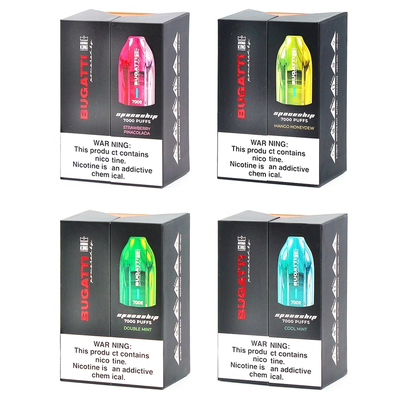 BUGATTI
7000
spaceship
7000 PUFFS
STRAWBERRY
PINACOLADA
WAR NING:
This produ ct contains
nico tine.
Nicotine is an addictive
chem ical.
BUGATTI
7000
spaceship
7000 PUFFS
MANGO HONEYDEW
WAR NING:
This produ ct contains
nico tine.
Nicotine is an addictive
chem ical.
BUGATTI
7000
spaceship
7000 PUFFS
DOUBLE MINT
WAR NING:
This produ ct contains
nico tine.
Nicotine is an addictive
chem ical.
BUGATTI
7000
spaceship
7000 PUFFS
COOL MINT
WAR NING:
This produ ct contains
nico tine.
Nicotine is an addictive
chem ical.